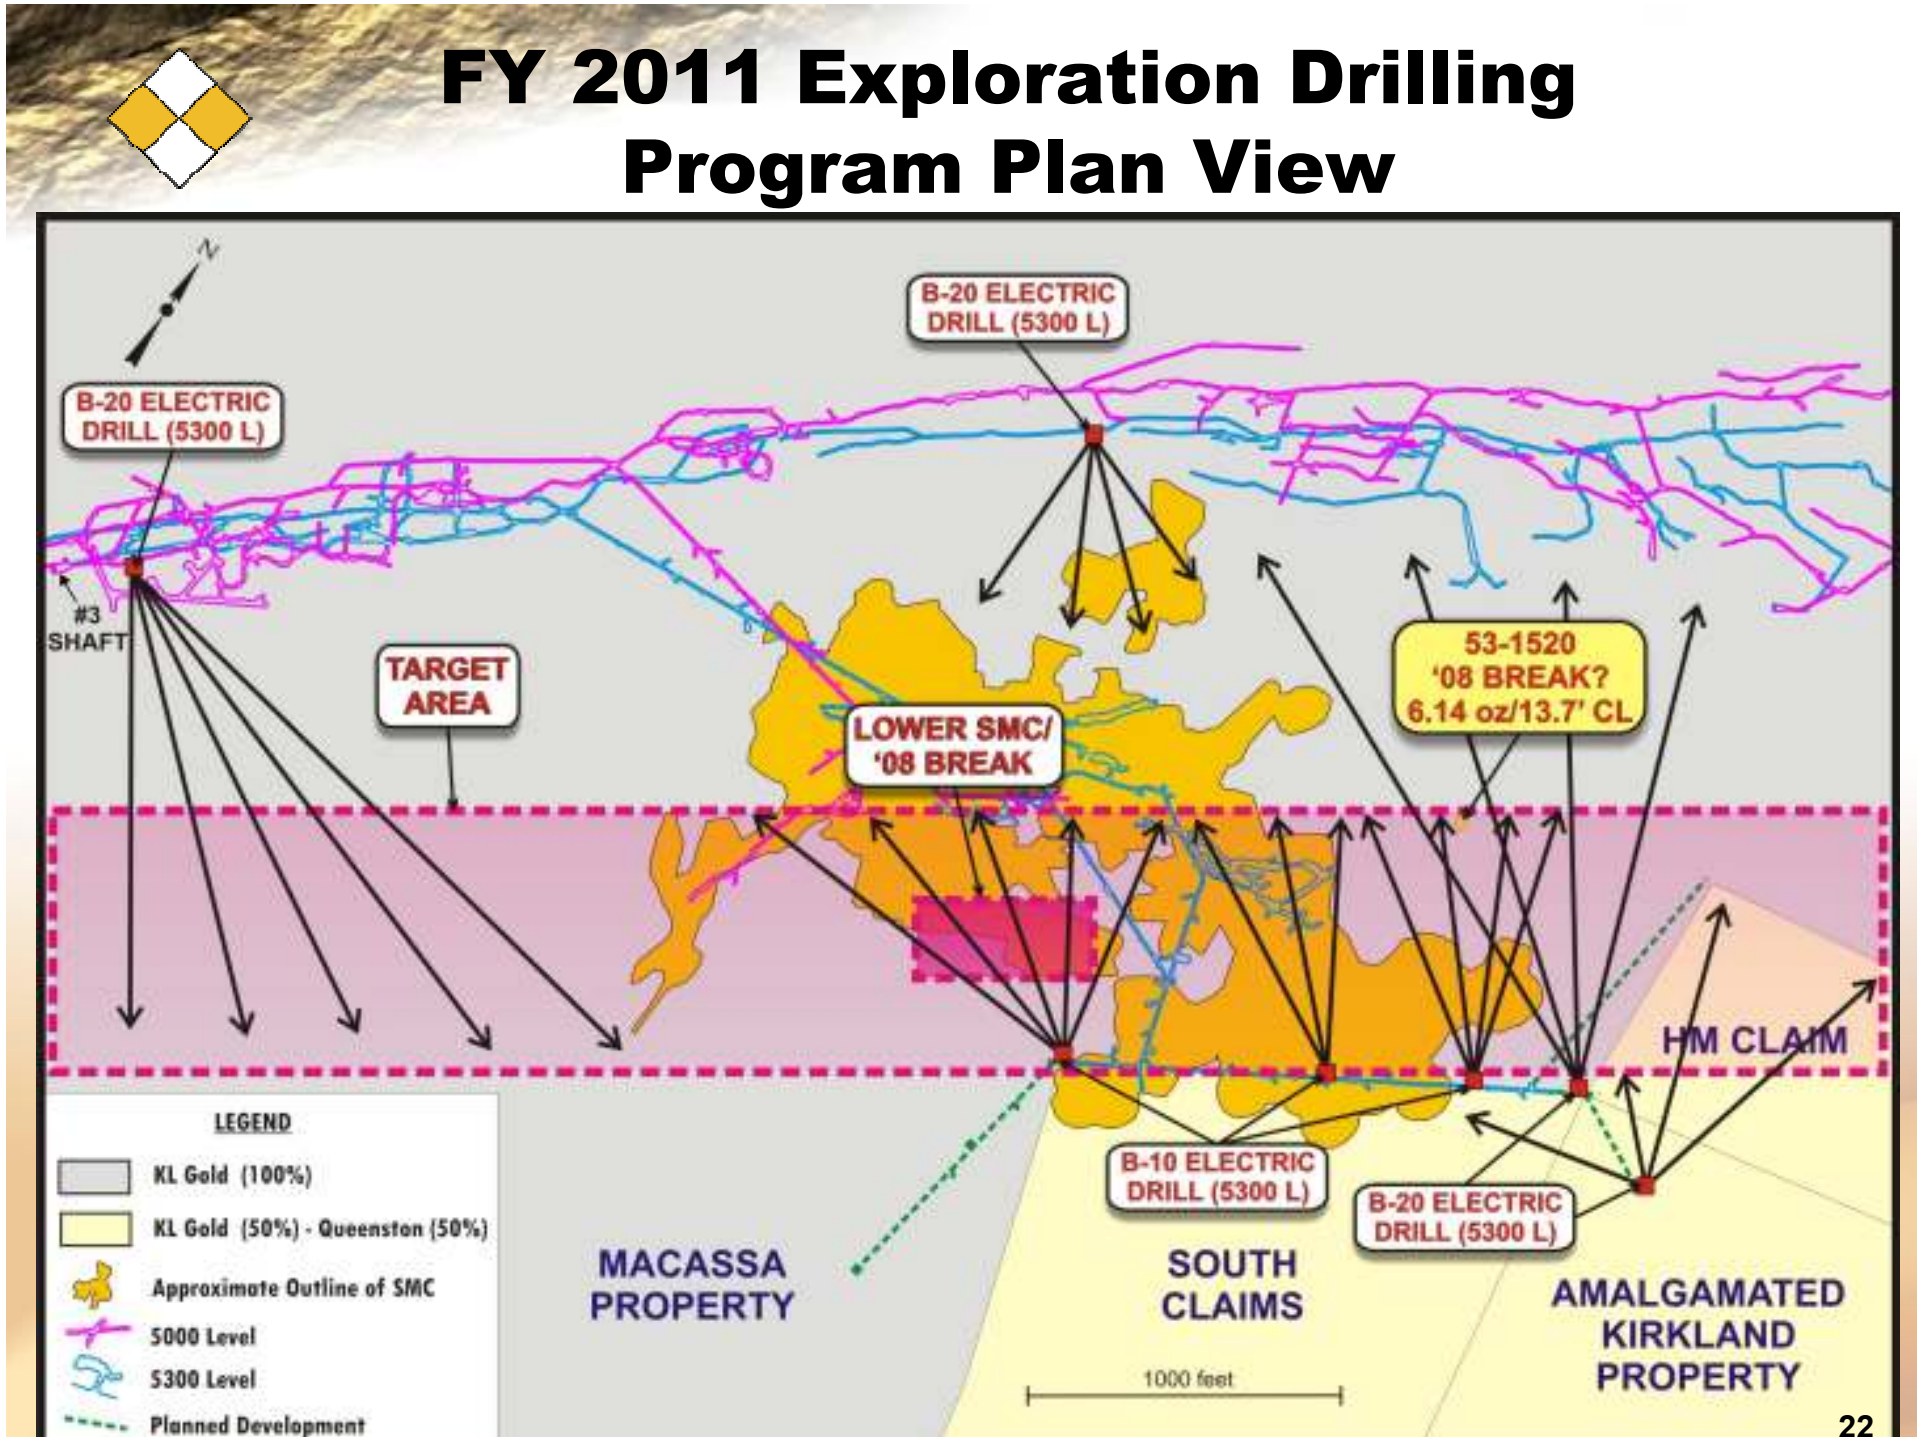 FY 2011 Exploration Drilling
Program Plan View
N
B-20 ELECTRIC
DRILL (5300 L)
B-20 ELECTRIC
DRILL (5300 L)
#3
SHAFT
TARGET
AREA
53-1520
‘08 BREAK?
6.14 oz/13.7’ CL
LOWER SMC/
‘08 BREAK
HM CLAIM
LEGEND
KL Gold (100%)
KL Gold (50%) - Queenston (50%)
Approximate Outline of SMC
5000 Level
5300 Level
Planned Development
B-10 ELECTRIC
DRILL (5300 L)
B-20 ELECTRIC
DRILL (5300 L)
MACASSA
PROPERTY
SOUTH
CLAIMS
AMALGAMATED
KIRKLAND
PROPERTY
1000 feet
22